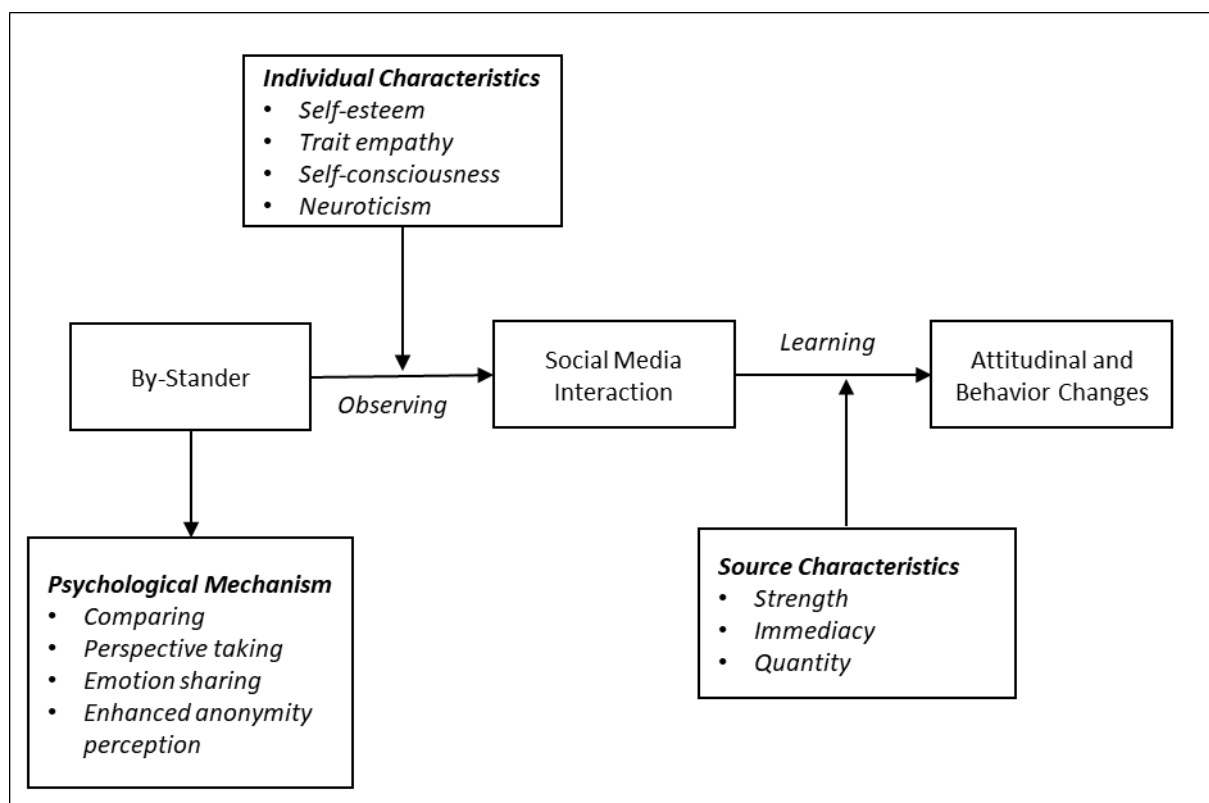 Individual Characteristics
• Self-esteem
• Trait empathy
• Self-consciousness
• Neuroticism
By-Stander
Observing
Social Media
Interaction
Learning
Attitudinal and
Behavior Changes
Psychological Mechanism
• Comparing
• Perspective taking
• Emotion sharing
• Enhanced anonymity
perception
Source Characteristics
• Strength
• Immediacy
• Quantity